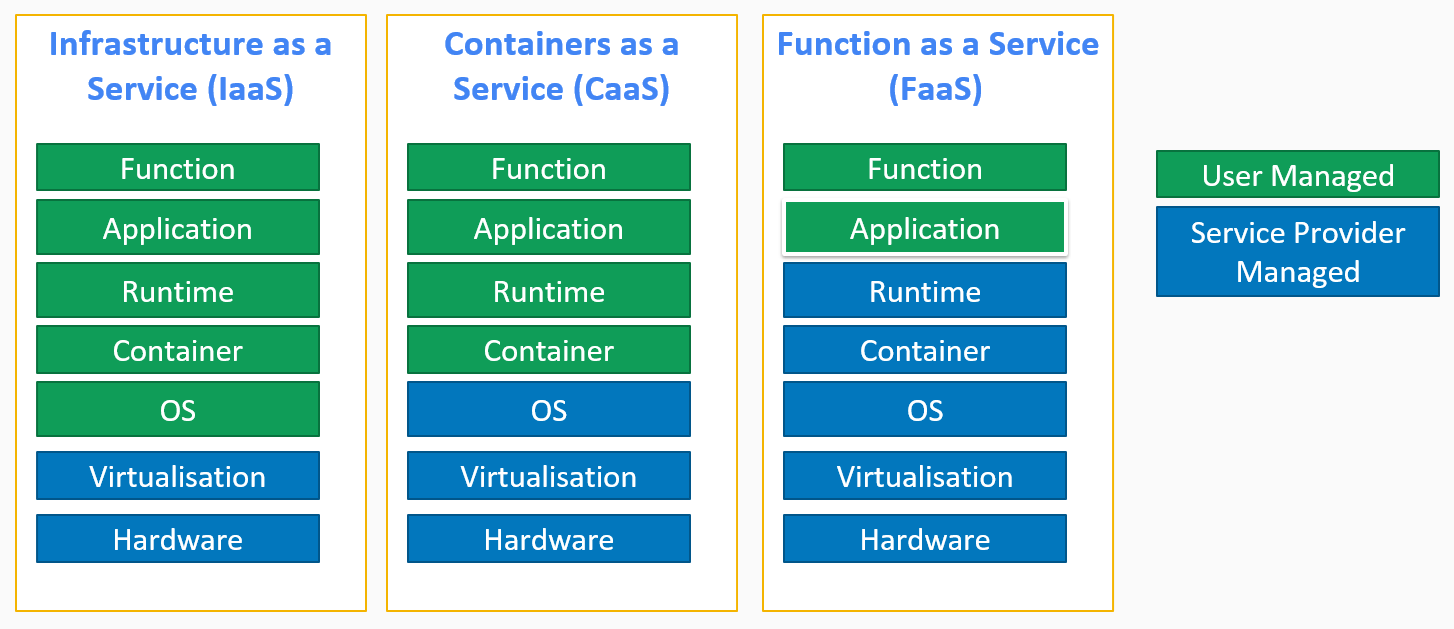 Infrastructure as a
Service (IaaS)
Function
Application
Runtime
Container
OS
Virtualisation
Hardware
Containers as a
Service (CaaS)
Function
Application
Runtime
Container
OS
Virtualisation
Hardware
Function as a Service
(FaaS)
Function
Application
Runtime
Container
OS
Virtualisation
Hardware
User Managed
Service Provider
Managed